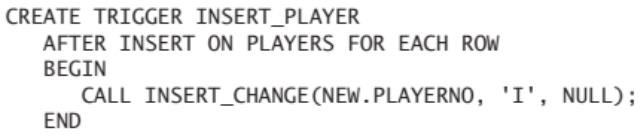 CREATE TRIGGER INSERT_PLAYER
AFTER INSERT ON PLAYERS FOR EACH ROW
BEGIN
CALL INSERT_CHANGE(NEW.PLAYERNO, 'I', NULL);
END